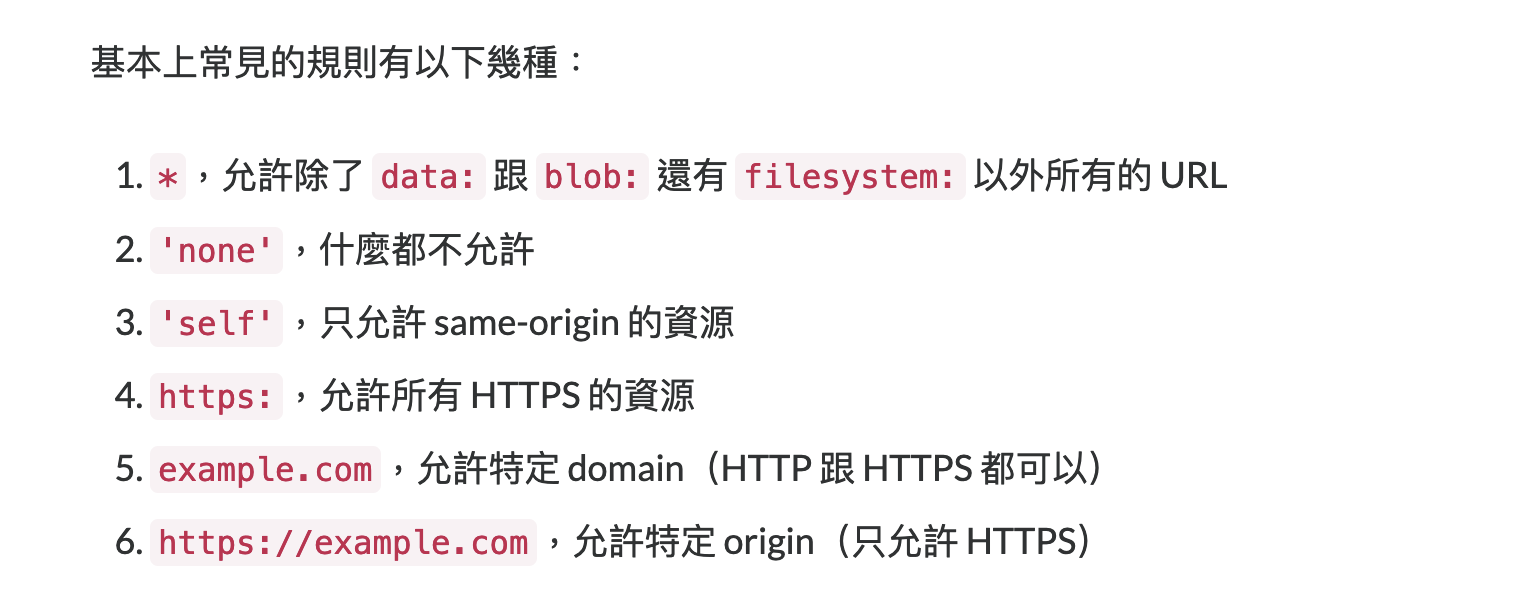 基本上常見的規則有以下幾種：
1. *，允許除了 data: 跟 blob: 還有 filesystem: 以外所有的 URL
2. 'none'，什麼都不允許
3. 'self'，只允許 same-origin 的資源
4. https:，允許所有 HTTPS 的資源
5. example.com，允許特定 domain（HTTP 跟 HTTPS 都可以）
6. https://example.com，允許特定 origin（只允許 HTTPS）